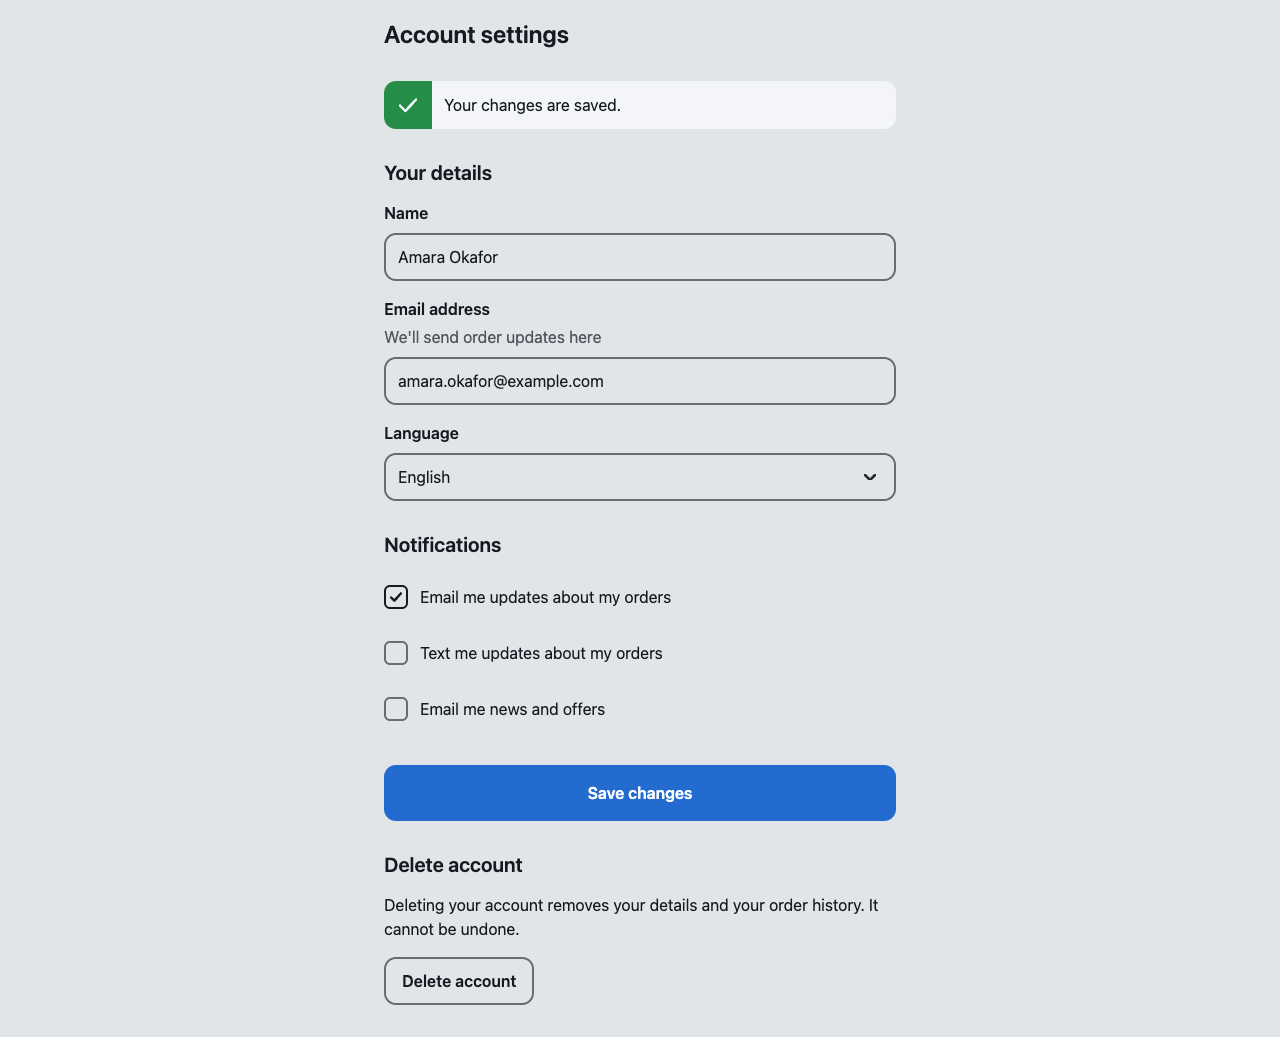 Account settings
Your changes are saved.
Your details
Name
Amara Okafor
Email address
We'll send order updates here
amara.okafor@example.com
Language
English
Notifications
Email me updates about my orders
Text me updates about my orders
Email me news and offers
Save changes
Delete account
Deleting your account removes your details and your order history. It
cannot be undone.
Delete account